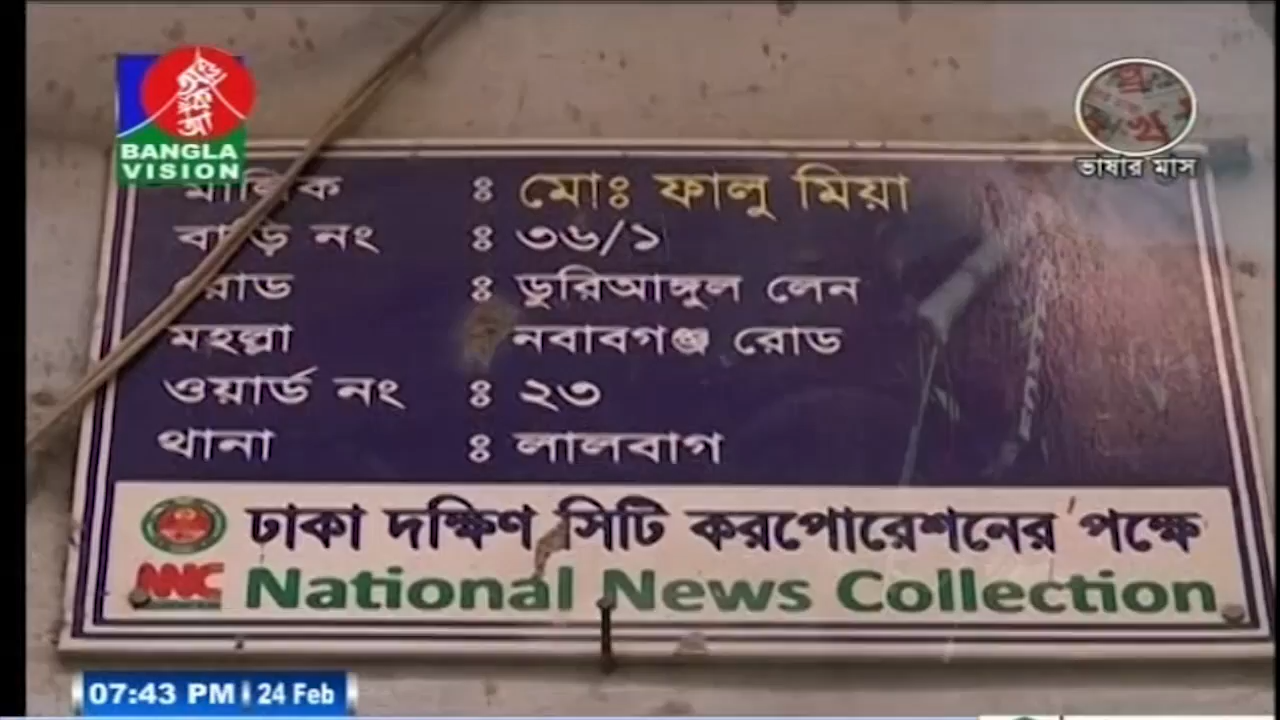 BANGLA
VISION
ভাষার মাস
মালিক : মোঃ ফালু মিয়া
বাড়ি নং : ৩৬/১
রোড : ডুরিআঙ্গুল লেন
মহল্লা নবাবগঞ্জ রোড
ওয়ার্ড নং : ২৩
থানা : লালবাগ
ঢাকা দক্ষিণ সিটি করপোরেশনের পক্ষে
NNC National News Collection
07:43 PM 24 Feb